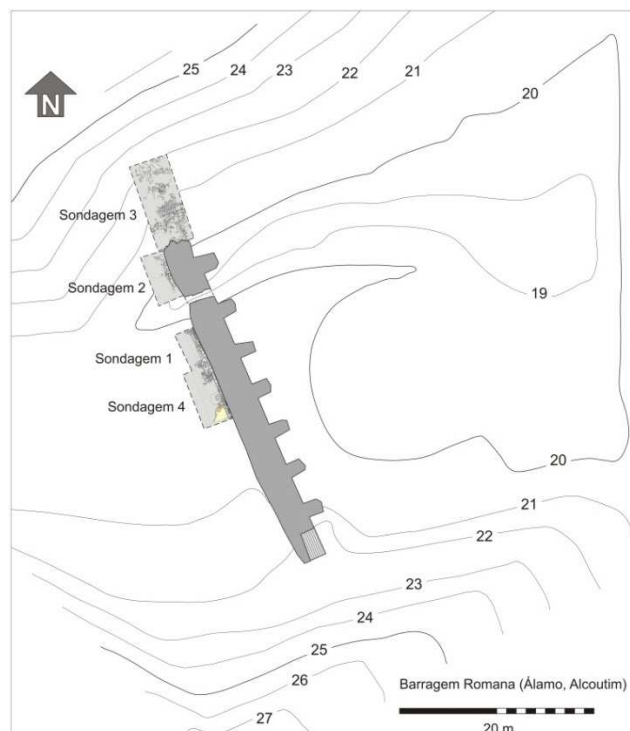 25
24
23
22
21
20
N
Sondagem 3
Sondagem 2
19
Sondagem 1
Sondagem 4
20
21
22
23
24
25
26
27
Barragem Romana (Álamo, Alcoutim)
20 m